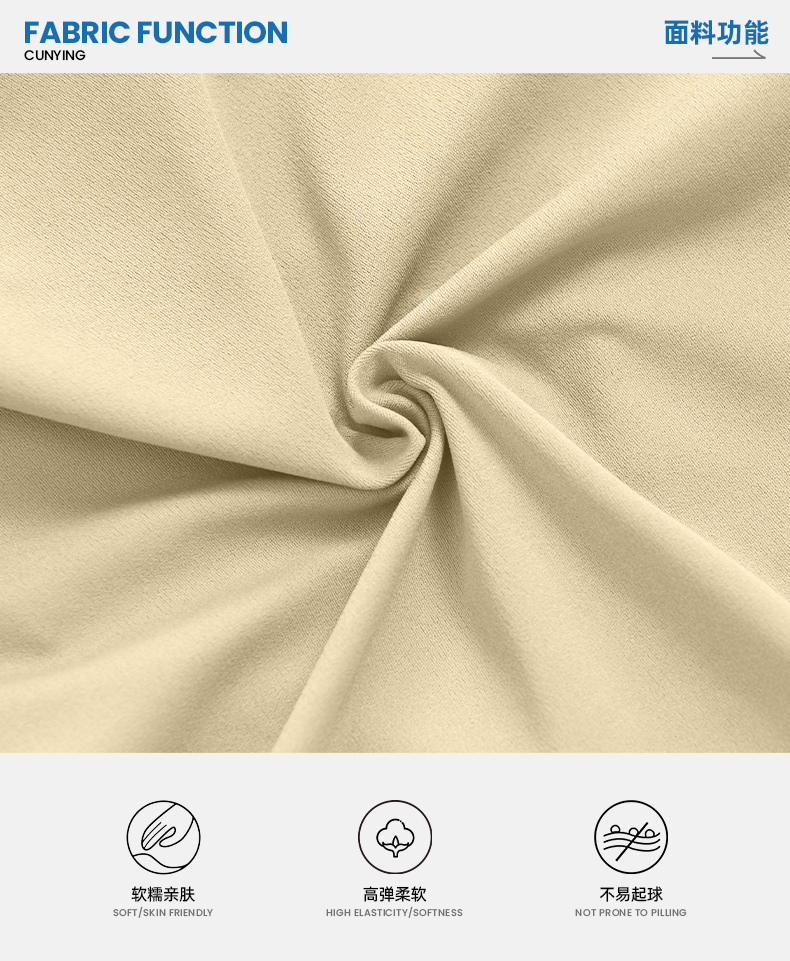 FABRIC FUNCTION
面料功能
CUNYING
软糯亲肤
SOFT/SKIN FRIENDLY
高弹柔软
HIGH ELASTICITY/SOFTNESS
不易起球
NOT PRONE TO PILLING